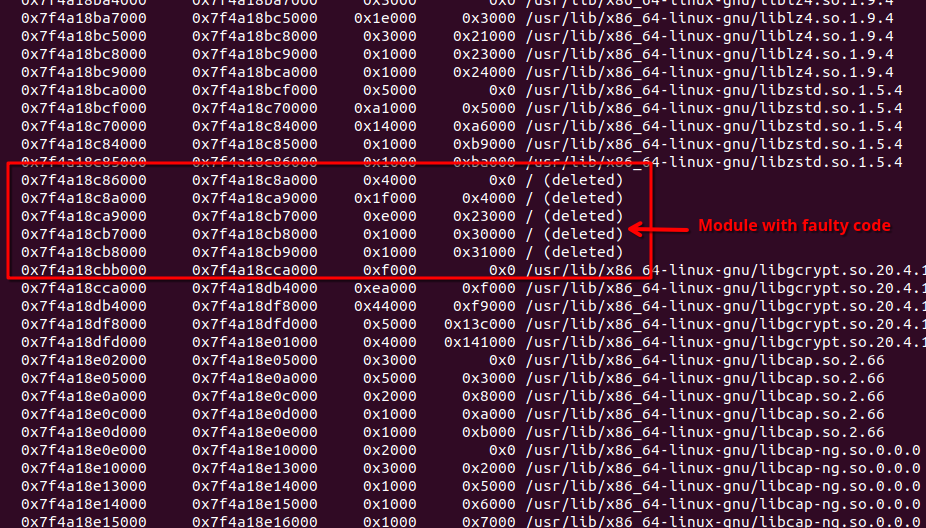 0x7f4a18ba4000 0x7f4a18ba7000 0x3000 0x0 /usr/lib/x86_64-linux-gnu/liblz4.so.1.9.4
0x7f4a18ba7000 0x7f4a18bc5000 0x1e000 0x3000 /usr/lib/x86_64-linux-gnu/liblz4.so.1.9.4
0x7f4a18bc5000 0x7f4a18bc8000 0x3000 0x21000 /usr/lib/x86_64-linux-gnu/liblz4.so.1.9.4
0x7f4a18bc8000 0x7f4a18bc9000 0x1000 0x23000 /usr/lib/x86_64-linux-gnu/liblz4.so.1.9.4
0x7f4a18bc9000 0x7f4a18bca000 0x1000 0x24000 /usr/lib/x86_64-linux-gnu/liblz4.so.1.9.4
0x7f4a18bca000 0x7f4a18bcf000 0x5000 0x0 /usr/lib/x86_64-linux-gnu/libzstd.so.1.5.4
0x7f4a18bcf000 0x7f4a18c70000 0xa1000 0x5000 /usr/lib/x86_64-linux-gnu/libzstd.so.1.5.4
0x7f4a18c70000 0x7f4a18c84000 0x14000 0xa6000 /usr/lib/x86_64-linux-gnu/libzstd.so.1.5.4
0x7f4a18c84000 0x7f4a18c85000 0x1000 0xb9000 /usr/lib/x86_64-linux-gnu/libzstd.so.1.5.4
0x7f4a18c85000 0x7f4a18c86000 0x1000 0xba000 /usr/lib/x86_64-linux-gnu/libzstd.so.1.5.4
0x7f4a18c86000 0x7f4a18c8a000 0x4000 0x0 / (deleted)
0x7f4a18c8a000 0x7f4a18ca9000 0x1f000 0x4000 / (deleted)
0x7f4a18ca9000 0x7f4a18cb7000 0xe000 0x23000 / (deleted)
Module with faulty code
0x7f4a18cb7000 0x7f4a18cb8000 0x1000 0x30000 / (deleted)
0x7f4a18cb8000 0x7f4a18cb9000 0x1000 0x31000 / (deleted)
0x7f4a18cbb000 0x7f4a18cca000 0xf000 0x0 /usr/lib/x86_64-linux-gnu/libgcrypt.so.20.4.1
0x7f4a18cca000 0x7f4a18db4000 0xea000 0xf000 /usr/lib/x86_64-linux-gnu/libgcrypt.so.20.4.1
0x7f4a18db4000 0x7f4a18df8000 0x44000 0xf9000 /usr/lib/x86_64-linux-gnu/libgcrypt.so.20.4.1
0x7f4a18df8000 0x7f4a18dfd000 0x5000 0x13c000 /usr/lib/x86_64-linux-gnu/libgcrypt.so.20.4.1
0x7f4a18dfd000 0x7f4a18e01000 0x4000 0x141000 /usr/lib/x86_64-linux-gnu/libgcrypt.so.20.4.1
0x7f4a18e02000 0x7f4a18e05000 0x3000 0x0 /usr/lib/x86_64-linux-gnu/libcap.so.2.66
0x7f4a18e05000 0x7f4a18e0a000 0x5000 0x3000 /usr/lib/x86_64-linux-gnu/libcap.so.2.66
0x7f4a18e0a000 0x7f4a18e0c000 0x2000 0x8000 /usr/lib/x86_64-linux-gnu/libcap.so.2.66
0x7f4a18e0c000 0x7f4a18e0d000 0x1000 0xa000 /usr/lib/x86_64-linux-gnu/libcap.so.2.66
0x7f4a18e0d000 0x7f4a18e0e000 0x1000 0xb000 /usr/lib/x86_64-linux-gnu/libcap.so.2.66
0x7f4a18e0e000 0x7f4a18e10000 0x2000 0x0 /usr/lib/x86_64-linux-gnu/libcap-ng.so.0.0.0
0x7f4a18e10000 0x7f4a18e13000 0x3000 0x2000 /usr/lib/x86_64-linux-gnu/libcap-ng.so.0.0.0
0x7f4a18e13000 0x7f4a18e14000 0x1000 0x5000 /usr/lib/x86_64-linux-gnu/libcap-ng.so.0.0.0
0x7f4a18e14000 0x7f4a18e15000 0x1000 0x6000 /usr/lib/x86_64-linux-gnu/libcap-ng.so.0.0.0
0x7f4a18e15000 0x7f4a18e16000 0x1000 0x7000 /usr/lib/x86_64-linux-gnu/libcap-ng.so.0.0.0